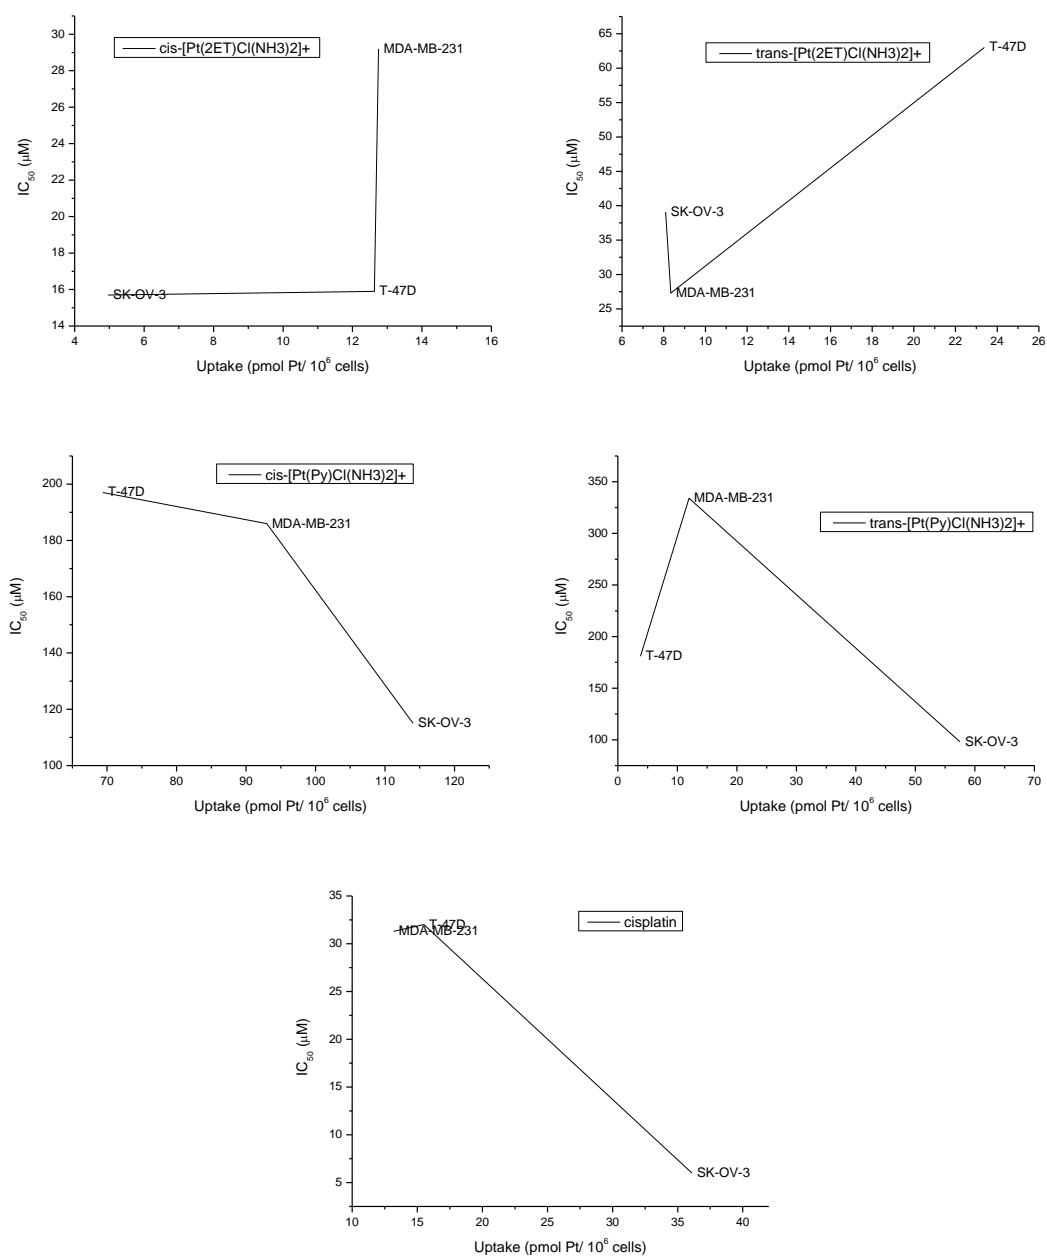 cis-[Pt(2ET)Cl(NH3)2]+
MDA-MB-231
T-47D
SK-OV-3
30
28
26
24
22
20
18
16
14
IC50 (μM)
4 6 8 10 12 14 16
Uptake (pmol Pt/ 10^6 cells)
trans-[Pt(2ET)Cl(NH3)2]+
T-47D
SK-OV-3
MDA-MB-231
65
60
55
50
45
40
35
30
25
IC50 (μM)
6 8 10 12 14 16 18 20 22 24 26
Uptake (pmol Pt/ 10^6 cells)
cis-[Pt(Py)Cl(NH3)2]+
T-47D
MDA-MB-231
SK-OV-3
200
180
160
140
120
100
IC50 (μM)
70 80 90 100 110 120
Uptake (pmol Pt/ 10^6 cells)
MDA-MB-231
trans-[Pt(Py)Cl(NH3)2]+
T-47D
SK-OV-3
350
300
250
200
150
100
IC50 (μM)
0 10 20 30 40 50 60 70
Uptake (pmol Pt/ 10^6 cells)
cisplatin
T-47D
MDA-MB-231
SK-OV-3
35
30
25
20
15
10
5
IC50 (μM)
10 15 20 25 30 35 40
Uptake (pmol Pt/ 10^6 cells)